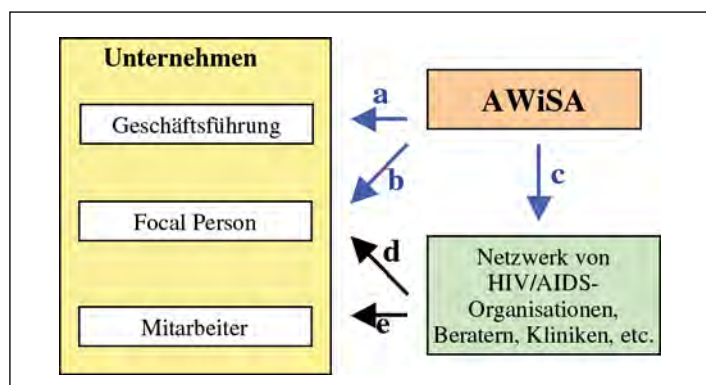 Unternehmen
Geschäftsführung
Focal Person
Mitarbeiter
a
b
c
d
e
AWiSA
Netzwerk von
HIV/AIDS-
Organisationen,
Beratern, Kliniken, etc.